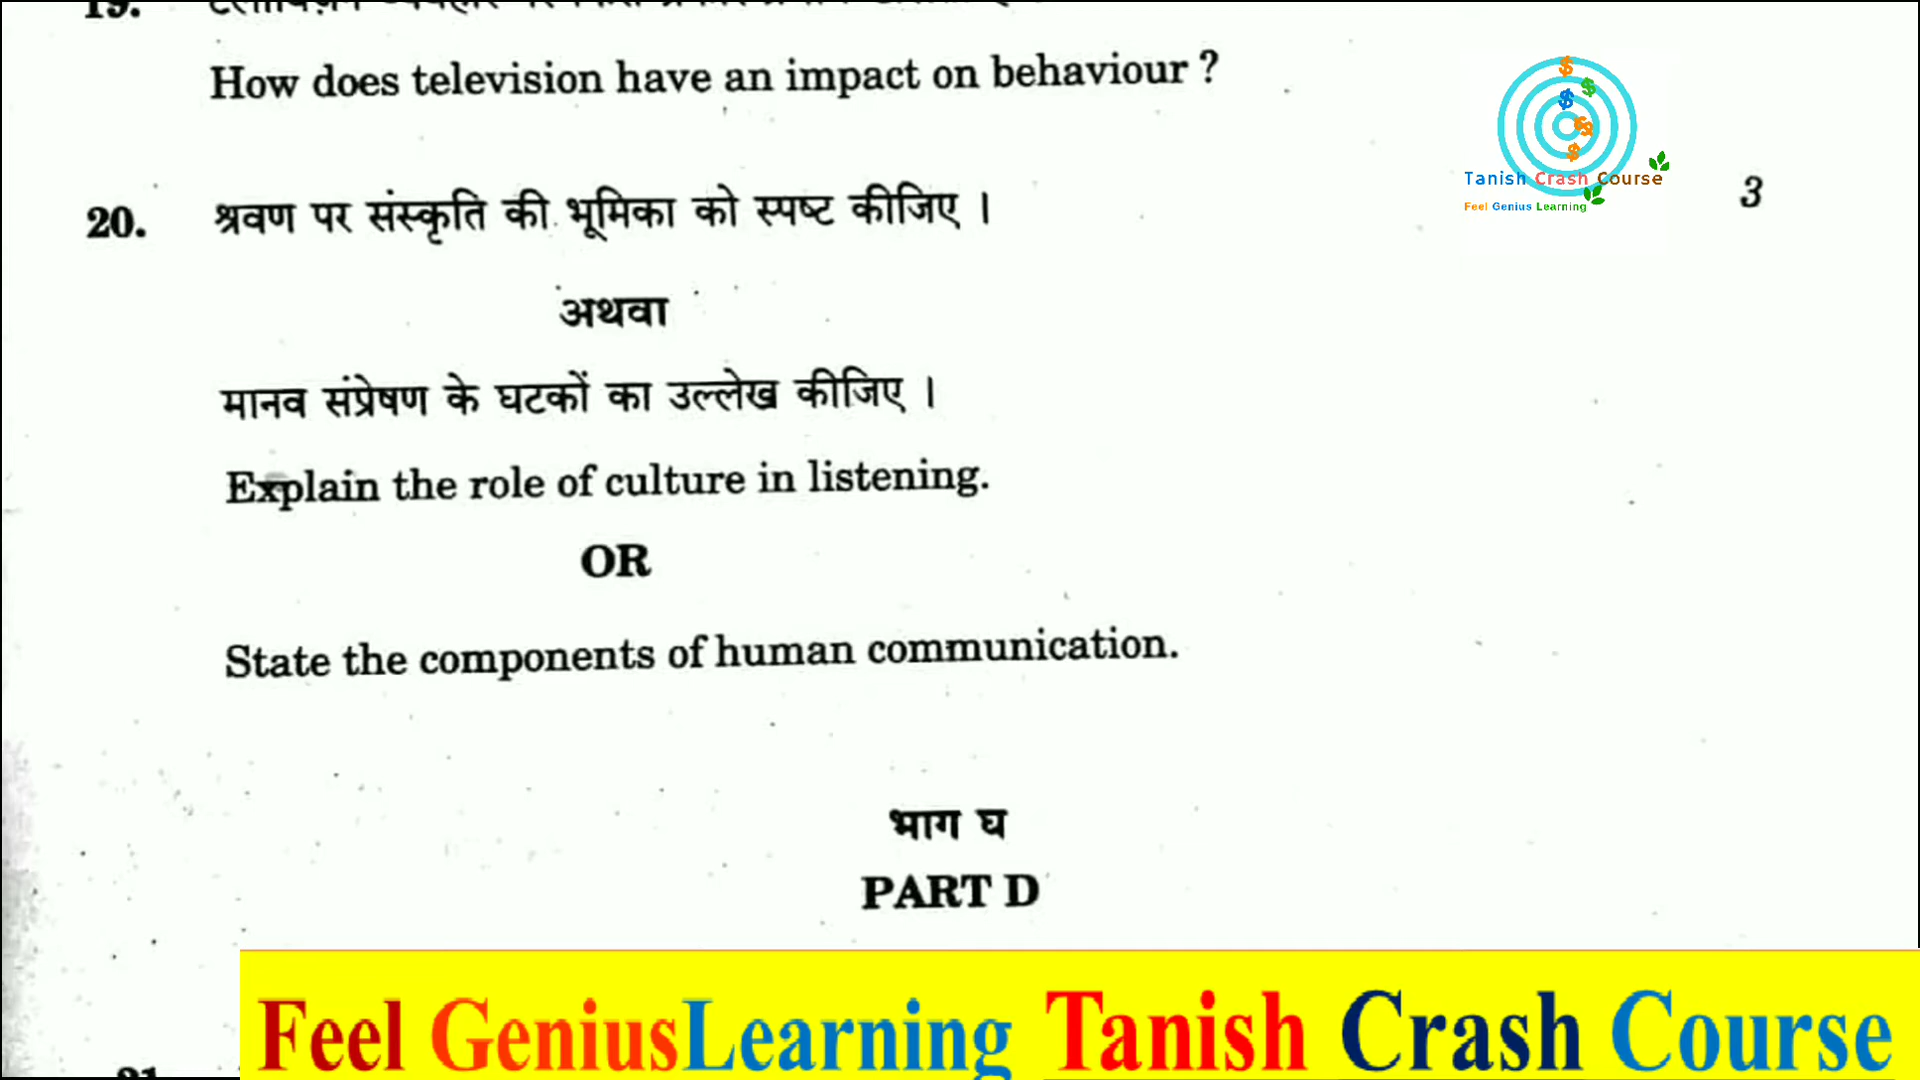 19.
How does television have an impact on behaviour ?
Tanish Crash Course
Feel Genius Learning
20. श्रवण पर संस्कृति की भूमिका को स्पष्ट कीजिए । 3
अथवा
मानव संप्रेषण के घटकों का उल्लेख कीजिए ।
Explain the role of culture in listening.
OR
State the components of human communication.
भाग घ
PART D
Feel GeniusLearning Tanish Crash Course